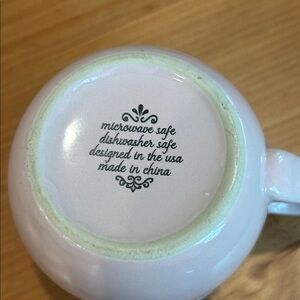 microwave safe
dishwasher safe
designed in the usa
made in china